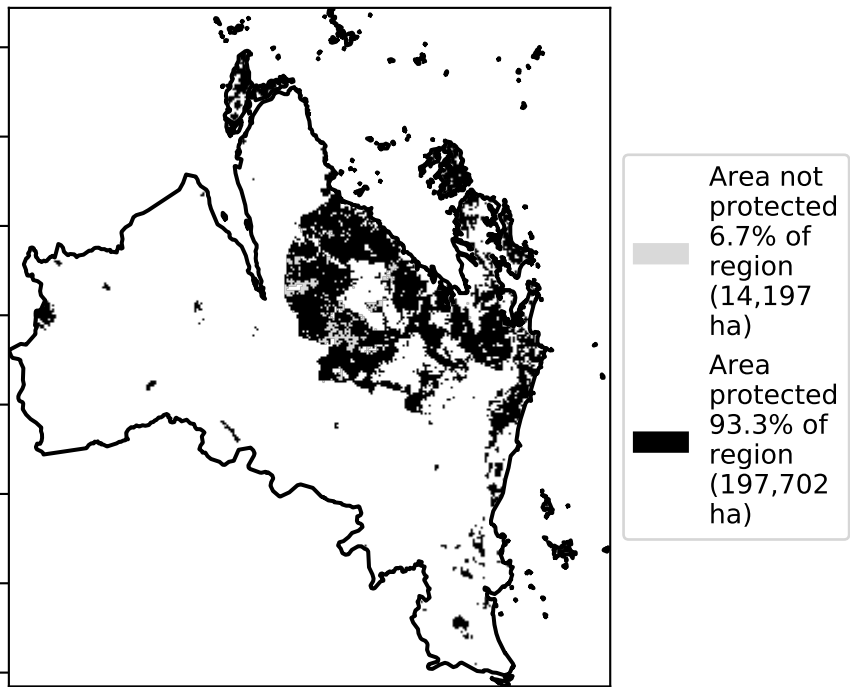 Area not
protected
6.7% of
region
(14,197
ha)
Area
protected
93.3% of
region
(197,702
ha)